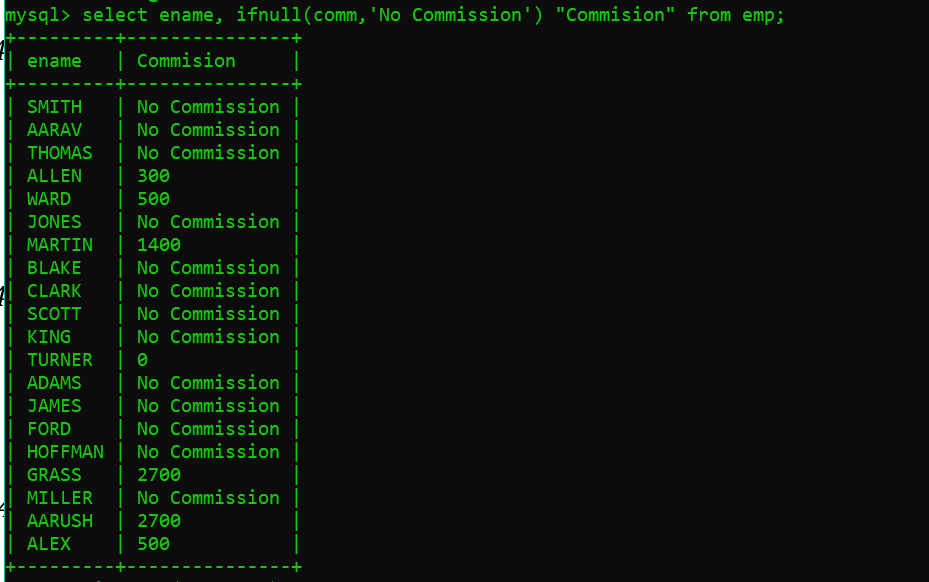 mysql> select ename, ifnull(comm,'No Commission') "Commision" from emp;
+---------+---------------+
| ename   | Commision     |
+---------+---------------+
| SMITH   | No Commission |
| AARAV   | No Commission |
| THOMAS  | No Commission |
| ALLEN   | 300           |
| WARD    | 500           |
| JONES   | No Commission |
| MARTIN  | 1400          |
| BLAKE   | No Commission |
| CLARK   | No Commission |
| SCOTT   | No Commission |
| KING    | No Commission |
| TURNER  | 0             |
| ADAMS   | No Commission |
| JAMES   | No Commission |
| FORD    | No Commission |
| HOFFMAN | No Commission |
| GRASS   | 2700          |
| MILLER  | No Commission |
| AARUSH  | 2700          |
| ALEX    | 500           |
+---------+---------------+